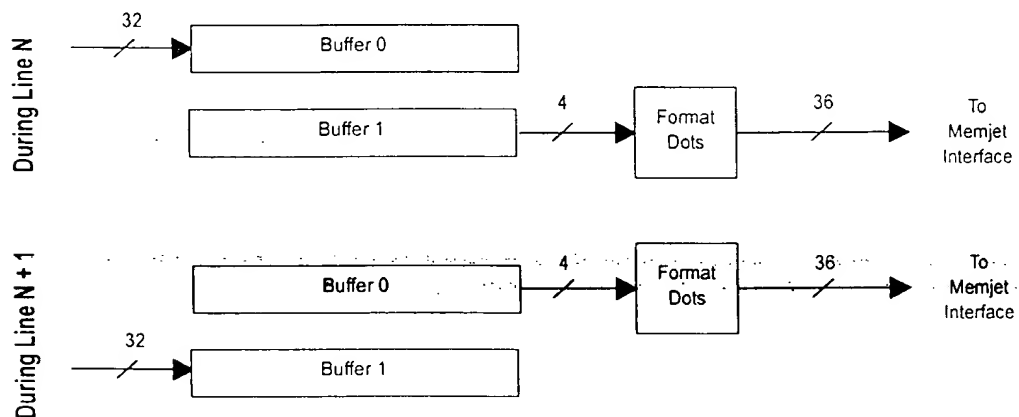 During Line N
32
Buffer 0
Buffer 1
4
Format
Dots
36
To
Memjet
Interface
During Line N + 1
Buffer 0
4
Format
Dots
36
To
Memjet
Interface
32
Buffer 1